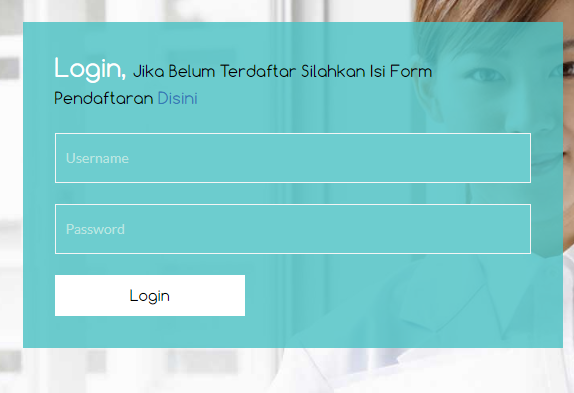 Login, Jika Belum Terdaftar Silahkan Isi Form
Pendaftaran Disini
Username
Password
Login